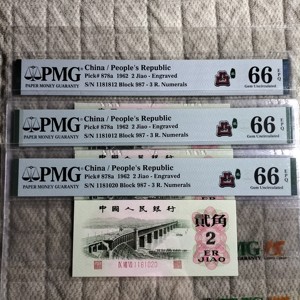 PMG
PAPER MONEY GUARANTY
China / People's Republic
Pick# 878a 1962 2 Jiao - Engraved
S/N 1181812 Block 987 - 3 R. Numerals
66 EPQ
Gem Uncirculated
PMG
PAPER MONEY GUARANTY
China / People's Republic
Pick# 878a 1962 2 Jiao - Engraved
S/N 1181012 Block 987 - 3 R. Numerals
66 EPQ
Gem Uncirculated
PMG
PAPER MONEY GUARANTY
China / People's Republic
Pick# 878a 1962 2 Jiao - Engraved
S/N 1181020 Block 987 - 3 R. Numerals
66 EPQ
Gem Uncirculated
中国人民银行
贰角
2
ER
JIAO